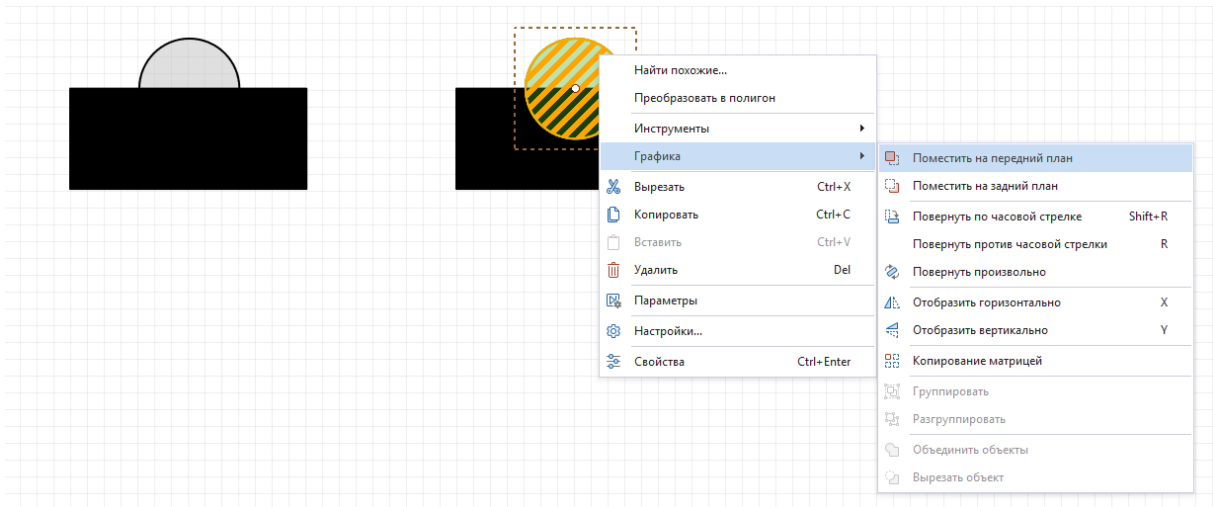 Найти похожие...
Преобразовать в полигон
Инструменты
Графика
Вырезать Ctrl+X
Копировать Ctrl+C
Вставить Ctrl+V
Удалить Del
Параметры
Настройки...
Свойства Ctrl+Enter
Поместить на передний план
Поместить на задний план
Повернуть по часовой стрелке Shift+R
Повернуть против часовой стрелки R
Повернуть произвольно
Отобразить горизонтально X
Отобразить вертикально Y
Копирование матрицей
Группировать
Разгруппировать
Объединить объекты
Вырезать объект